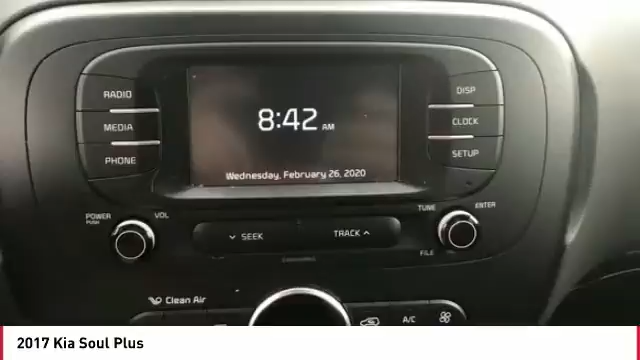 RADIO
MEDIA
PHONE
8:42 AM
Wednesday, February 26, 2020
DISP
CLOCK
SETUP
POWER
PUSH
VOL
SEEK
TRACK
TUNE
ENTER
FILE
Clean Air
A/C
2017 Kia Soul Plus